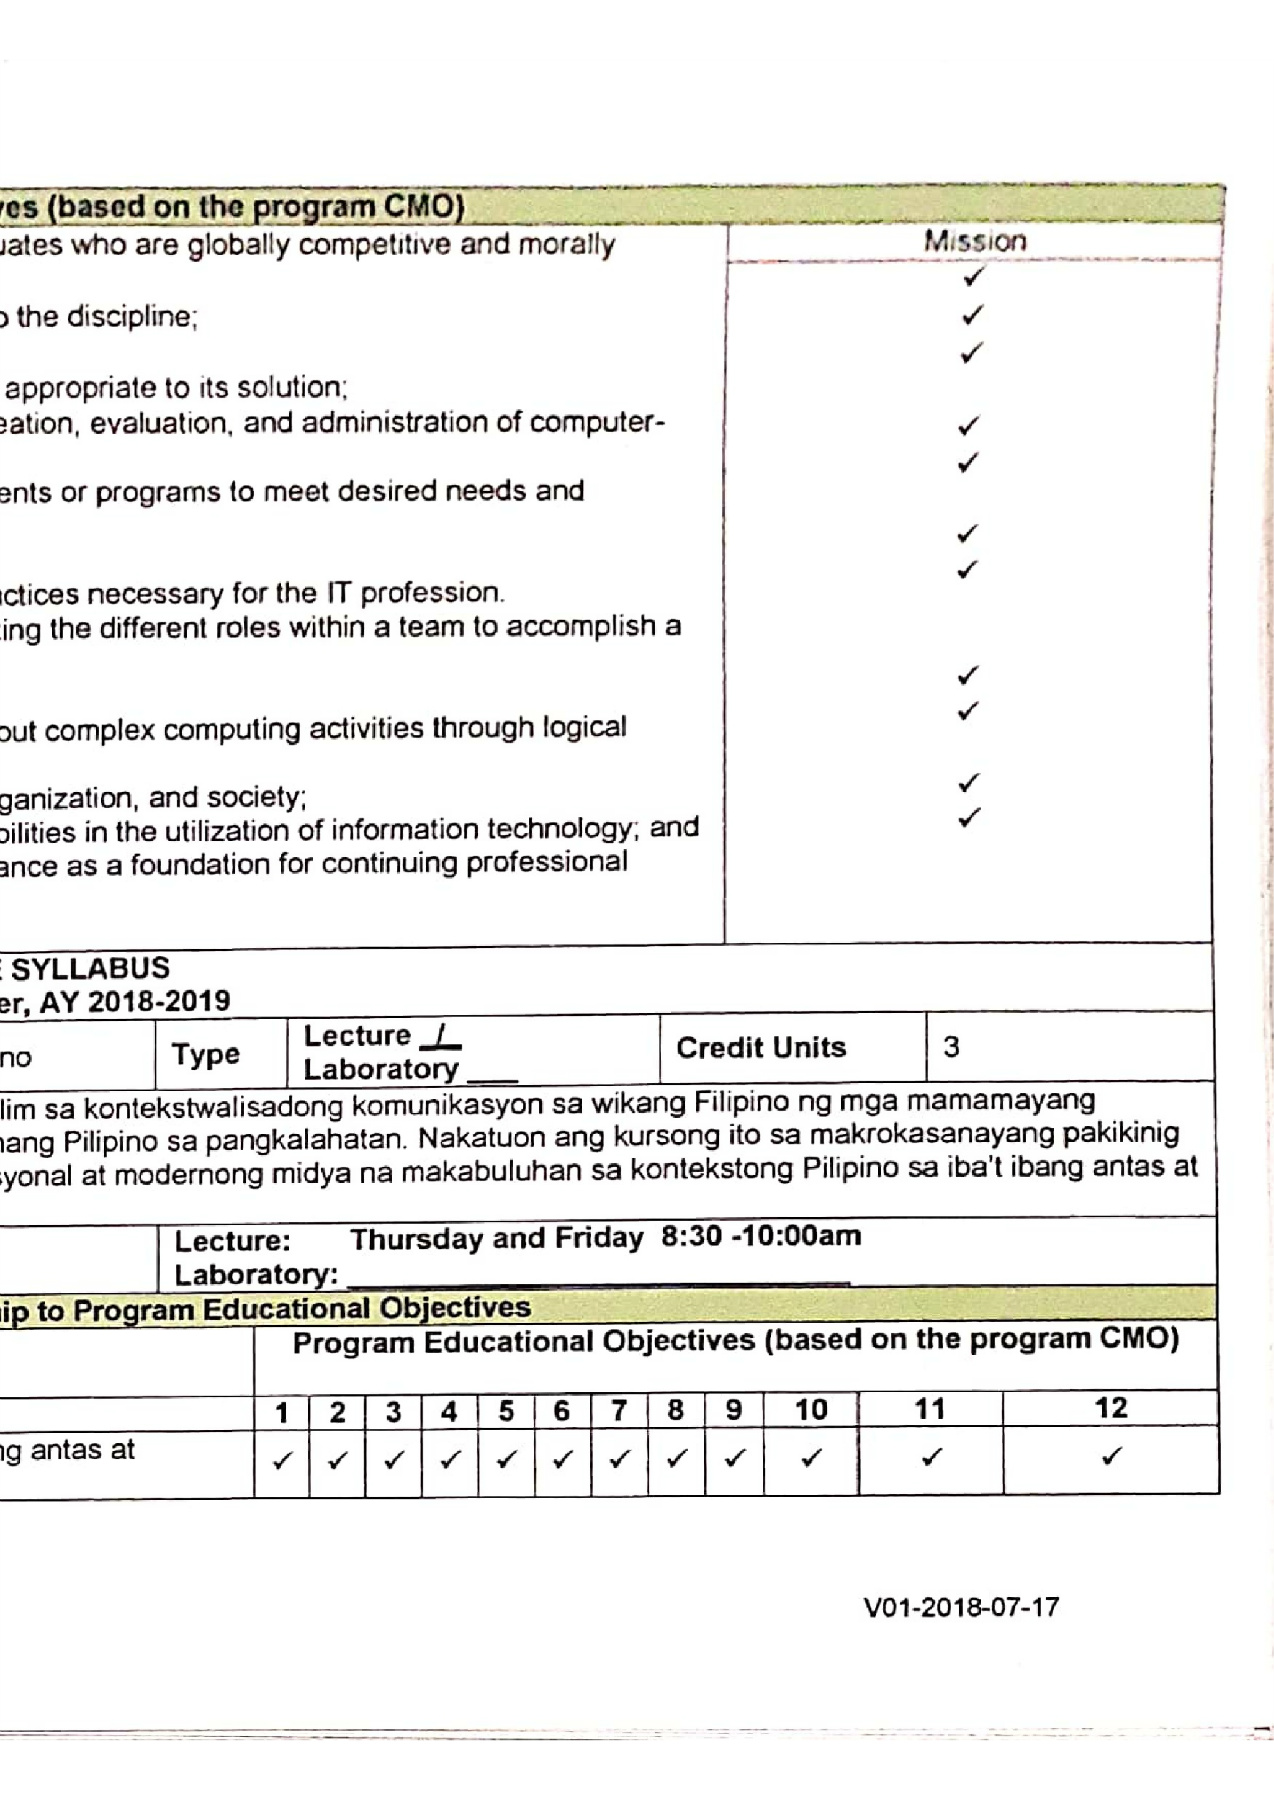 ves (based on the program CMO)
uates who are globally competitive and morally
Mission
✓
o the discipline;
✓
✓
appropriate to its solution;
eation, evaluation, and administration of computer-
✓
✓
ents or programs to meet desired needs and
✓
✓
actices necessary for the IT profession.
ing the different roles within a team to accomplish a
✓
✓
out complex computing activities through logical
✓
ganization, and society;
✓
bilities in the utilization of information technology; and
ance as a foundation for continuing professional
SYLLABUS
er, AY 2018-2019
no Type Lecture / Credit Units 3
Laboratory ___
lim sa kontekstwalisadong komunikasyon sa wikang Filipino ng mga mamamayang
nang Pilipino sa pangkalahatan. Nakatuon ang kursong ito sa makrokasanayang pakikinig
syonal at modernong midya na makabuluhan sa kontekstong Pilipino sa iba't ibang antas at
Lecture: Thursday and Friday 8:30 -10:00am
Laboratory: ___
ip to Program Educational Objectives
Program Educational Objectives (based on the program CMO)
1 2 3 4 5 6 7 8 9 10 11 12
ng antas at ✓ ✓ ✓ ✓ ✓ ✓ ✓ ✓ ✓ ✓ ✓ ✓
V01-2018-07-17